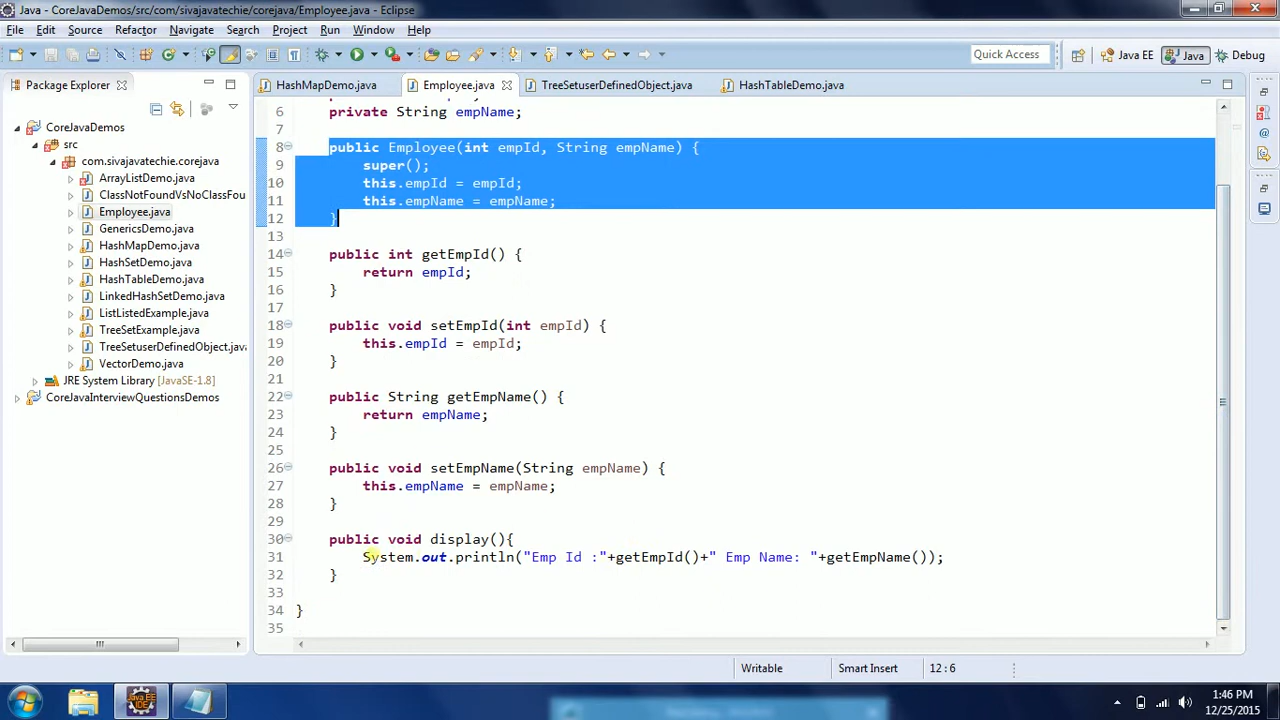 Java - CoreJavaDemos/src/com/sivajavatechie/corejava/Employee.java - Eclipse
File Edit Source Refactor Navigate Search Project Run Window Help
Quick Access Java EE Java Debug
Package Explorer
CoreJavaDemos
src
com.sivajavatechie.corejava
ArrayListDemo.java
ClassNotFoundVsNoClassFou
Employee.java
GenericsDemo.java
HashMapDemo.java
HashSetDemo.java
HashTableDemo.java
LinkedHashSetDemo.java
ListListedExample.java
TreeSetExample.java
TreeSetuserDefinedObject.java
VectorDemo.java
JRE System Library [JavaSE-1.8]
CoreJavaInterviewQuestionsDemos
HashMapDemo.java Employee.java TreeSetuserDefinedObject.java HashTableDemo.java
6 private String empName;
7
8 public Employee(int empId, String empName) {
9 super();
10 this.empId = empId;
11 this.empName = empName;
12 }
13
14 public int getEmpId() {
15 return empId;
16 }
17
18 public void setEmpId(int empId) {
19 this.empId = empId;
20 }
21
22 public String getEmpName() {
23 return empName;
24 }
25
26 public void setEmpName(String empName) {
27 this.empName = empName;
28 }
29
30 public void display(){
31 System.out.println("Emp Id :"+getEmpId()+" Emp Name: "+getEmpName());
32 }
33
34 }
35
Writable Smart Insert 12:6
Java EE IDE
1:46 PM
12/25/2015